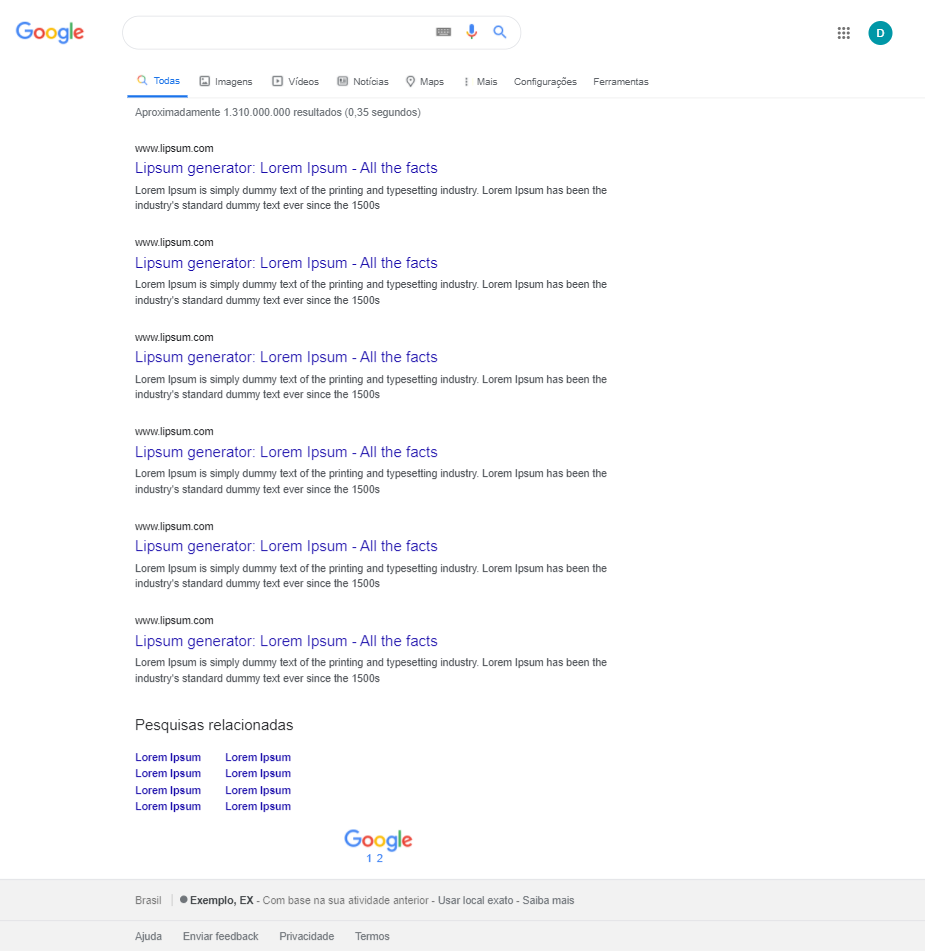 Google
D
Todas Imagens Vídeos Notícias Maps Mais Configurações Ferramentas
Aproximadamente 1.310.000.000 resultados (0,35 segundos)
www.lipsum.com
Lipsum generator: Lorem Ipsum - All the facts
Lorem Ipsum is simply dummy text of the printing and typesetting industry. Lorem Ipsum has been the
industry's standard dummy text ever since the 1500s
www.lipsum.com
Lipsum generator: Lorem Ipsum - All the facts
Lorem Ipsum is simply dummy text of the printing and typesetting industry. Lorem Ipsum has been the
industry's standard dummy text ever since the 1500s
www.lipsum.com
Lipsum generator: Lorem Ipsum - All the facts
Lorem Ipsum is simply dummy text of the printing and typesetting industry. Lorem Ipsum has been the
industry's standard dummy text ever since the 1500s
www.lipsum.com
Lipsum generator: Lorem Ipsum - All the facts
Lorem Ipsum is simply dummy text of the printing and typesetting industry. Lorem Ipsum has been the
industry's standard dummy text ever since the 1500s
www.lipsum.com
Lipsum generator: Lorem Ipsum - All the facts
Lorem Ipsum is simply dummy text of the printing and typesetting industry. Lorem Ipsum has been the
industry's standard dummy text ever since the 1500s
www.lipsum.com
Lipsum generator: Lorem Ipsum - All the facts
Lorem Ipsum is simply dummy text of the printing and typesetting industry. Lorem Ipsum has been the
industry's standard dummy text ever since the 1500s
Pesquisas relacionadas
Lorem Ipsum Lorem Ipsum
Lorem Ipsum Lorem Ipsum
Lorem Ipsum Lorem Ipsum
Lorem Ipsum Lorem Ipsum
Google
1 2
Brasil Exemplo, EX - Com base na sua atividade anterior - Usar local exato - Saiba mais
Ajuda Enviar feedback Privacidade Termos